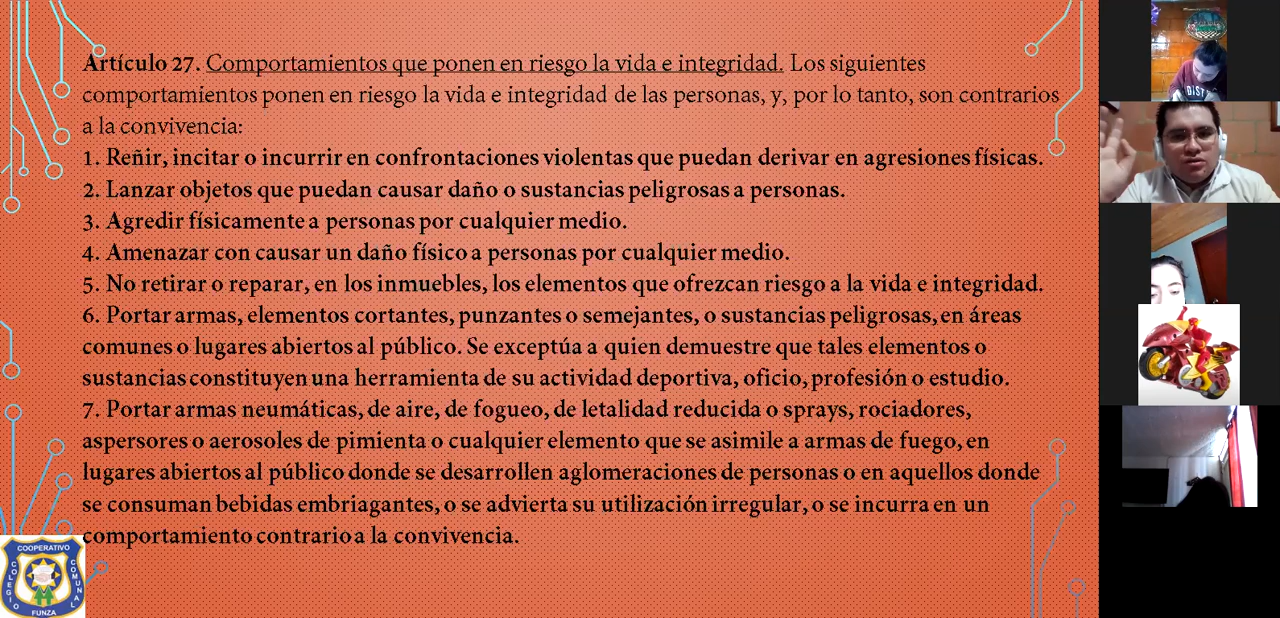 Artículo 27. Comportamientos que ponen en riesgo la vida e integridad. Los siguientes
comportamientos ponen en riesgo la vida e integridad de las personas, y, por lo tanto, son contrarios
a la convivencia:
1. Reñir, incitar o incurrir en confrontaciones violentas que puedan derivar en agresiones físicas.
2. Lanzar objetos que puedan causar daño o sustancias peligrosas a personas.
3. Agredir físicamente a personas por cualquier medio.
4. Amenazar con causar un daño físico a personas por cualquier medio.
5. No retirar o reparar, en los inmuebles, los elementos que ofrezcan riesgo a la vida e integridad.
6. Portar armas, elementos cortantes, punzantes o semejantes, o sustancias peligrosas, en áreas
comunes o lugares abiertos al público. Se exceptúa a quien demuestre que tales elementos o
sustancias constituyen una herramienta de su actividad deportiva, oficio, profesión o estudio.
7. Portar armas neumáticas, de aire, de fogueo, de letalidad reducida o sprays, rociadores,
aspersores o aerosoles de pimienta o cualquier elemento que se asimile a armas de fuego, en
lugares abiertos al público donde se desarrollen aglomeraciones de personas o en aquellos donde
se consuman bebidas embriagantes, o se advierta su utilización irregular, o se incurra en un
comportamiento contrario a la convivencia.
COOPERATIVO
COLEGIO
COMUNAL
FUNZA